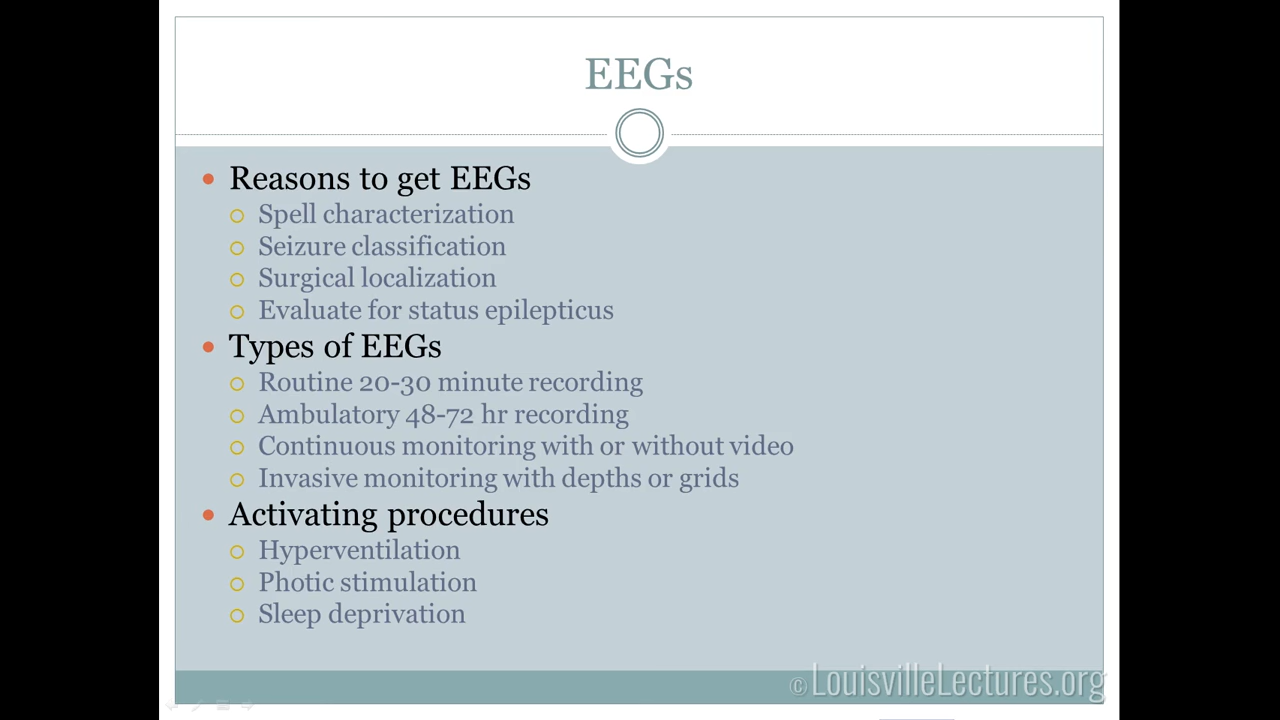 EEGs
Reasons to get EEGs
Spell characterization
Seizure classification
Surgical localization
Evaluate for status epilepticus
Types of EEGs
Routine 20-30 minute recording
Ambulatory 48-72 hr recording
Continuous monitoring with or without video
Invasive monitoring with depths or grids
Activating procedures
Hyperventilation
Photic stimulation
Sleep deprivation
© LouisvilleLectures.org